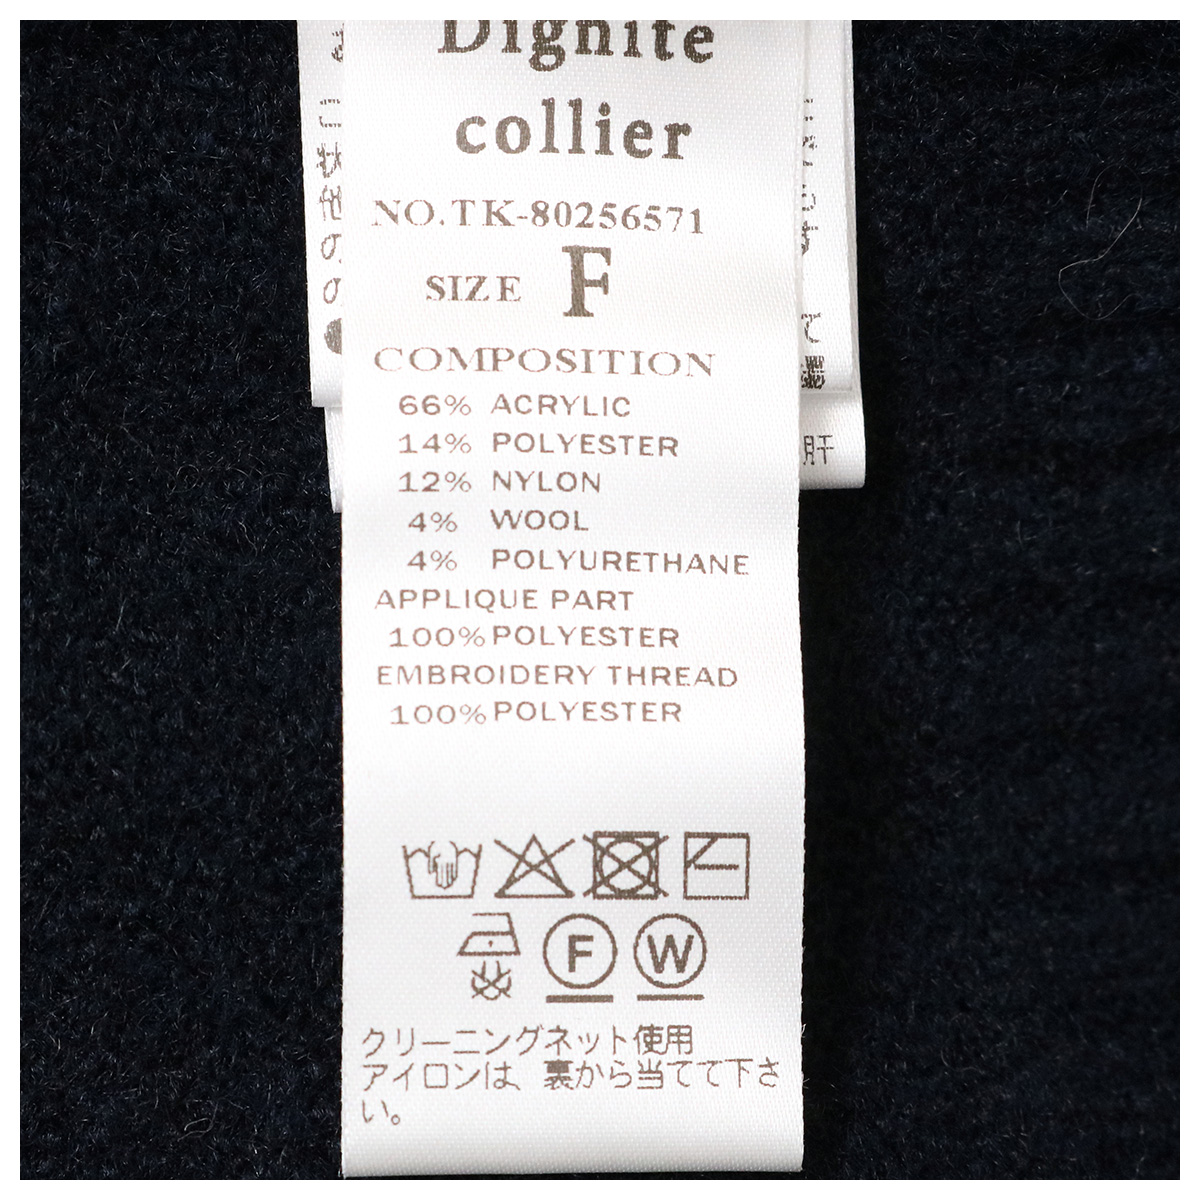 Dignite
collier
NO.TK-80256571
SIZE F
COMPOSITION
66% ACRYLIC
14% POLYESTER
12% NYLON
4% WOOL
4% POLYURETHANE
APPLIQUE PART
100% POLYESTER
EMBROIDERY THREAD
100% POLYESTER
F W
クリーニングネット使用
アイロンは、裏から当てて下さ
い。